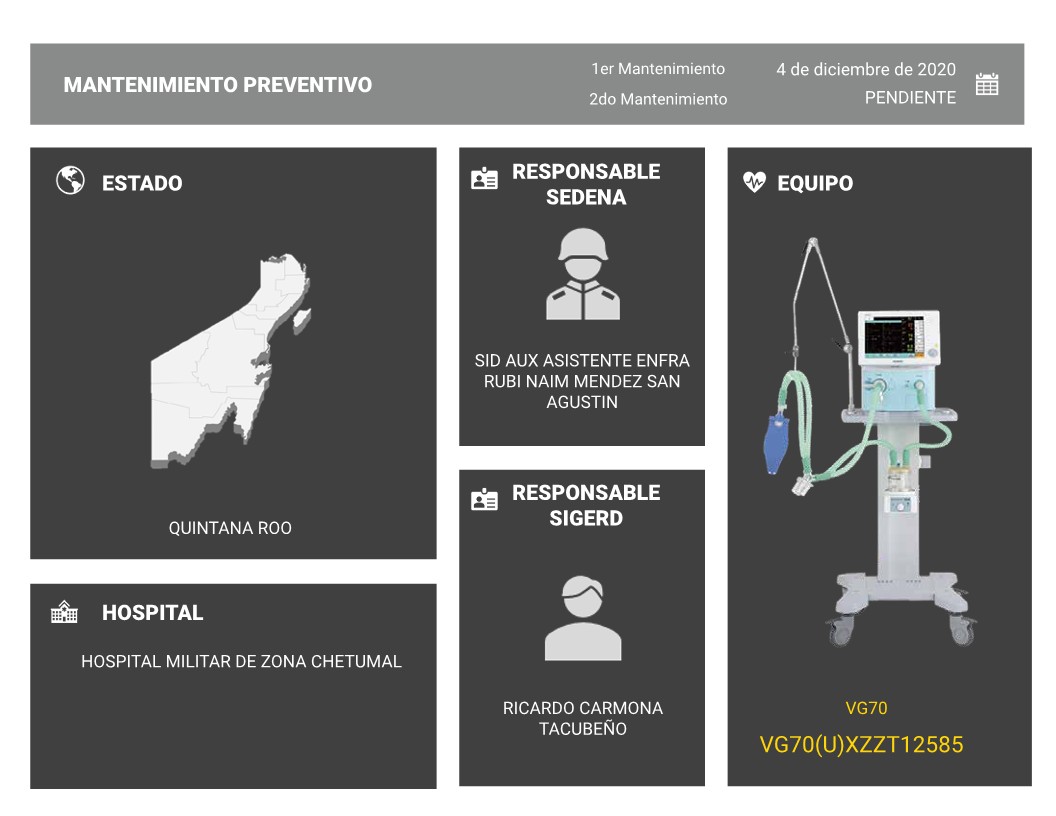 MANTENIMIENTO PREVENTIVO
1er Mantenimiento
4 de diciembre de 2020
2do Mantenimiento
PENDIENTE
ESTADO
QUINTANA ROO
HOSPITAL
HOSPITAL MILITAR DE ZONA CHETUMAL
RESPONSABLE
SEDENA
SID AUX ASISTENTE ENFRA
RUBI NAIM MENDEZ SAN
AGUSTIN
RESPONSABLE
SIGERD
RICARDO CARMONA
TACUBEÑO
EQUIPO
VG70
VG70(U)XZZT12585